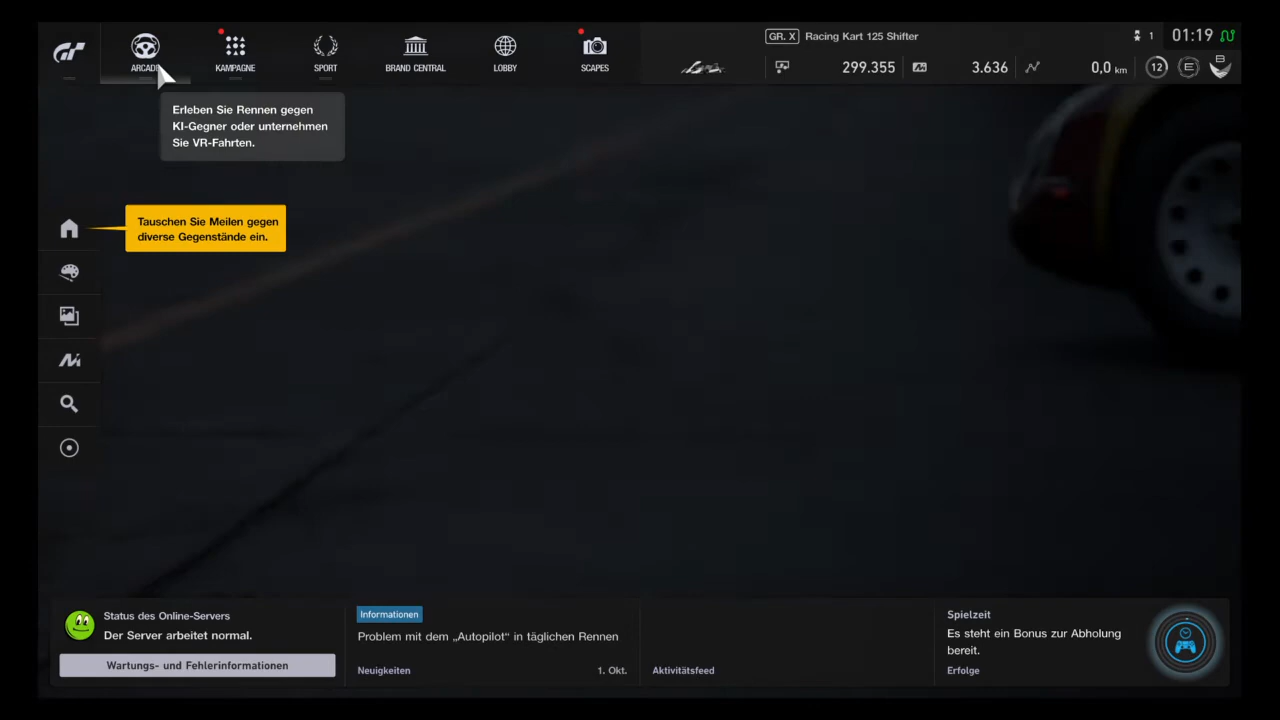 GR. X Racing Kart 125 Shifter
1 01:19
ARCADE
KAMPAGNE
SPORT
BRAND CENTRAL
LOBBY
SCAPES
299.355
3.636
0,0 km
12
E
B
Erleben Sie Rennen gegen
KI-Gegner oder unternehmen
Sie VR-Fahrten.
Tauschen Sie Meilen gegen
diverse Gegenstände ein.
Status des Online-Servers
Der Server arbeitet normal.
Wartungs- und Fehlerinformationen
Informationen
Problem mit dem „Autopilot" in täglichen Rennen
Neuigkeiten 1. Okt.
Aktivitätsfeed
Spielzeit
Es steht ein Bonus zur Abholung
bereit.
Erfolge